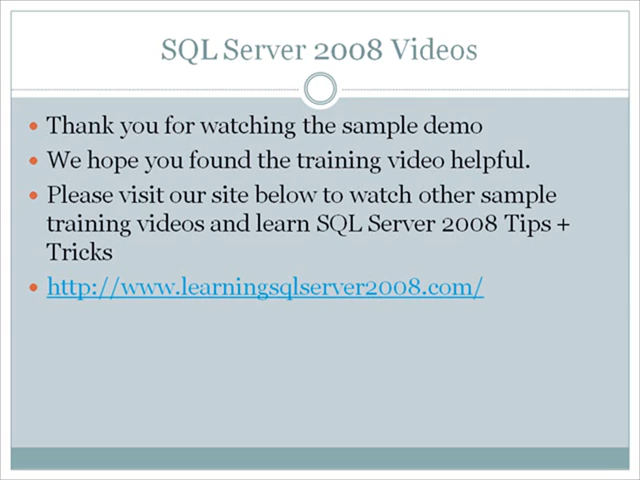 SQL Server 2008 Videos
Thank you for watching the sample demo
We hope you found the training video helpful.
Please visit our site below to watch other sample
training videos and learn SQL Server 2008 Tips +
Tricks
http://www.learningsqlserver2008.com/